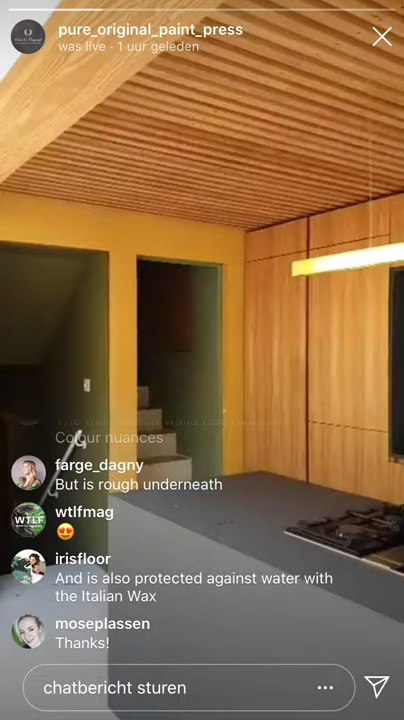 pure_original_paint_press
was live · 1 uur geleden
Colour nuances
farge_dagny
But is rough underneath
WTLF
wtlfmag
😍
irisfloor
And is also protected against water with
the Italian Wax
moseplassen
Thanks!
chatbericht sturen